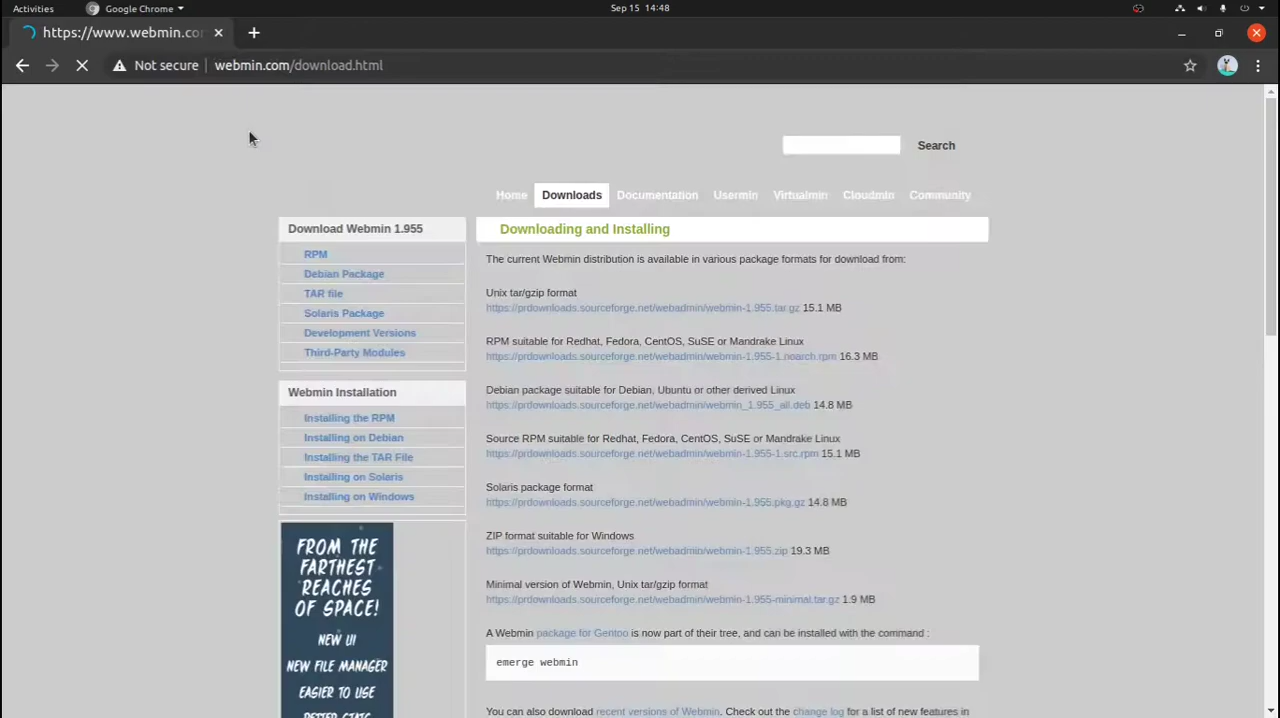 Activities
Google Chrome
Sep 15 14:48
https://www.webmin.co
Not secure
webmin.com/download.html
Search
Home
Downloads
Documentation
Usermin
Virtualmin
Cloudmin
Community
Download Webmin 1.955
RPM
Debian Package
TAR file
Solaris Package
Development Versions
Third-Party Modules
Webmin Installation
Installing the RPM
Installing on Debian
Installing the TAR File
Installing on Solaris
Installing on Windows
FROM THE
FARTHEST
REACHES
OF SPACE!
NEW UI
NEW FILE MANAGER
EASIER TO USE
Downloading and Installing
The current Webmin distribution is available in various package formats for download from:
Unix tar/gzip format
https://prdownloads.sourceforge.net/webadmin/webmin-1.955.tar.gz 15.1 MB
RPM suitable for Redhat, Fedora, CentOS, SuSE or Mandrake Linux
https://prdownloads.sourceforge.net/webadmin/webmin-1.955-1.noarch.rpm 16.3 MB
Debian package suitable for Debian, Ubuntu or other derived Linux
https://prdownloads.sourceforge.net/webadmin/webmin_1.955_all.deb 14.8 MB
Source RPM suitable for Redhat, Fedora, CentOS, SuSE or Mandrake Linux
https://prdownloads.sourceforge.net/webadmin/webmin-1.955-1.src.rpm 15.1 MB
Solaris package format
https://prdownloads.sourceforge.net/webadmin/webmin-1.955.pkg.gz 14.8 MB
ZIP format suitable for Windows
https://prdownloads.sourceforge.net/webadmin/webmin-1.955.zip 19.3 MB
Minimal version of Webmin, Unix tar/gzip format
https://prdownloads.sourceforge.net/webadmin/webmin-1.955-minimal.tar.gz 1.9 MB
A Webmin package for Gentoo is now part of their tree, and can be installed with the command :
emerge webmin
You can also download recent versions of Webmin. Check out the change log for a list of new features in